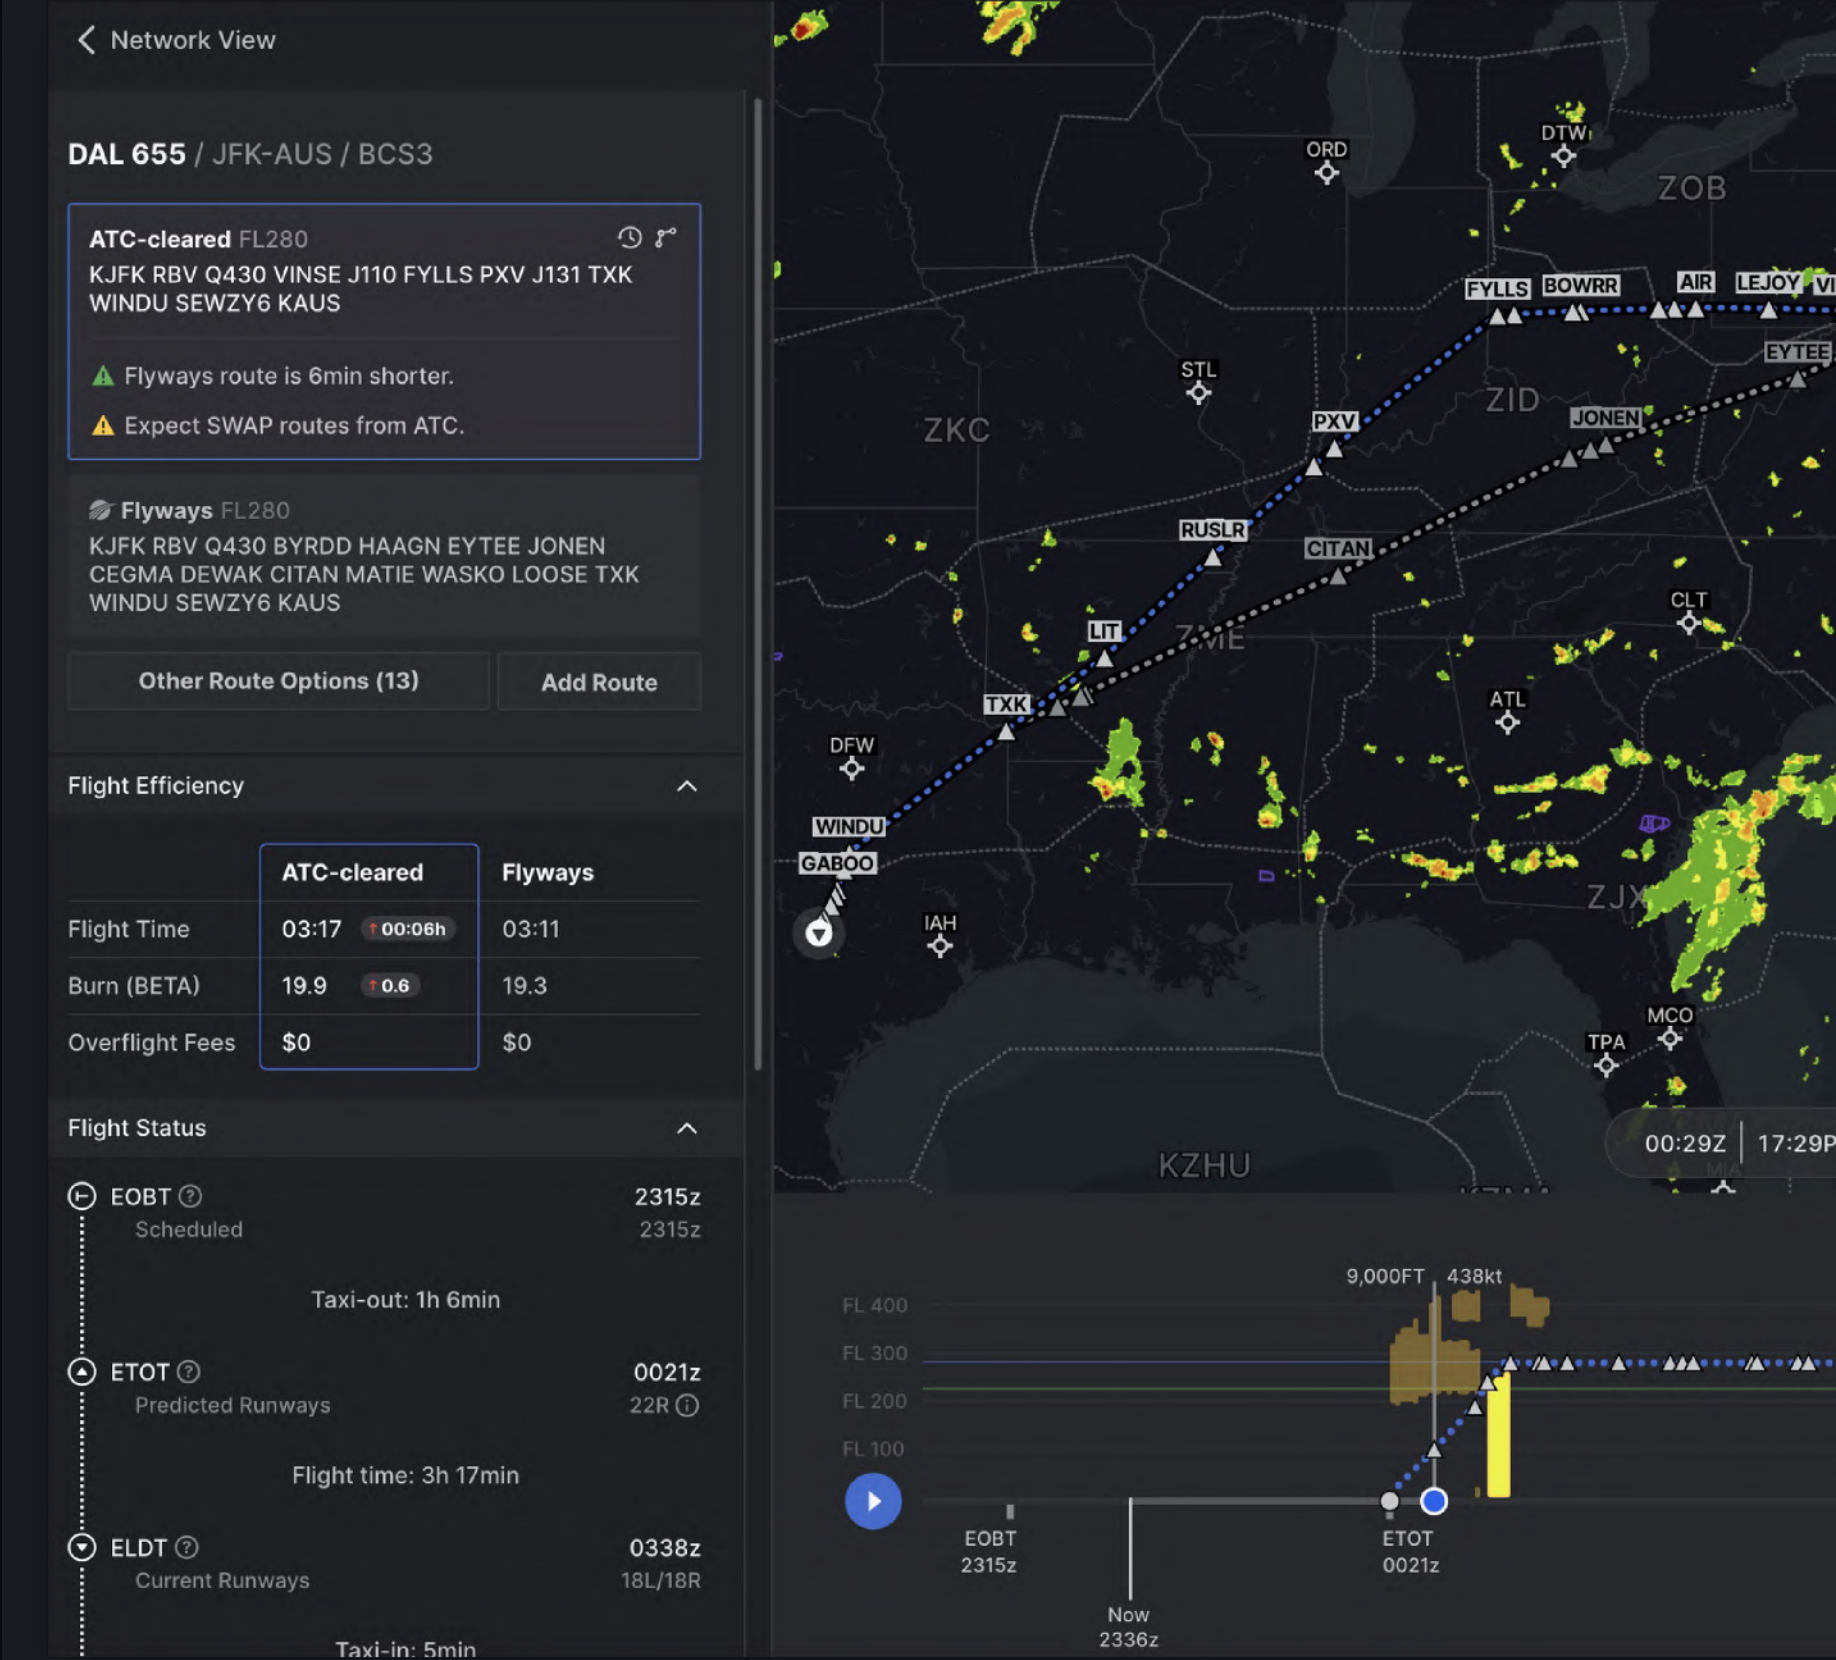 Network View
DAL 655 / JFK-AUS / BCS3
ATC-cleared FL280
KJFK RBV Q430 VINSE J110 FYLLS PXV J131 TXK
WINDU SEWZY6 KAUS
Flyways route is 6min shorter.
Expect SWAP routes from ATC.
Flyways FL280
KJFK RBV Q430 BYRDD HAAGN EYTEE JONEN
CEGMA DEWAK CITAN MATIE WASKO LOOSE TXK
WINDU SEWZY6 KAUS
Other Route Options (13)
Add Route
Flight Efficiency
ATC-cleared Flyways
Flight Time 03:17 ↑00:06h 03:11
Burn (BETA) 19.9 ↑0.6 19.3
Overflight Fees $0 $0
Flight Status
EOBT ? 2315z
Scheduled 2315z
Taxi-out: 1h 6min
ETOT ? 0021z
Predicted Runways 22R
Flight time: 3h 17min
ELDT ? 0338z
Current Runways 18L/18R
Taxi-in: 5min
DTW
ORD
ZOB
FYLLS
BOWRR
AIR
LEJOY
VI
EYTEE
STL
ZID
JONEN
PXV
ZKC
RUSLR
CITAN
CLT
LIT
ZME
TXK
ATL
DFW
WINDU
GABOO
ZJX
IAH
MCO
TPA
00:29Z | 17:29P
KZHU
MIA
KZMA
9,000FT 438kt
FL 400
FL 300
FL 200
FL 100
EOBT
2315z
ETOT
0021z
Now
2336z